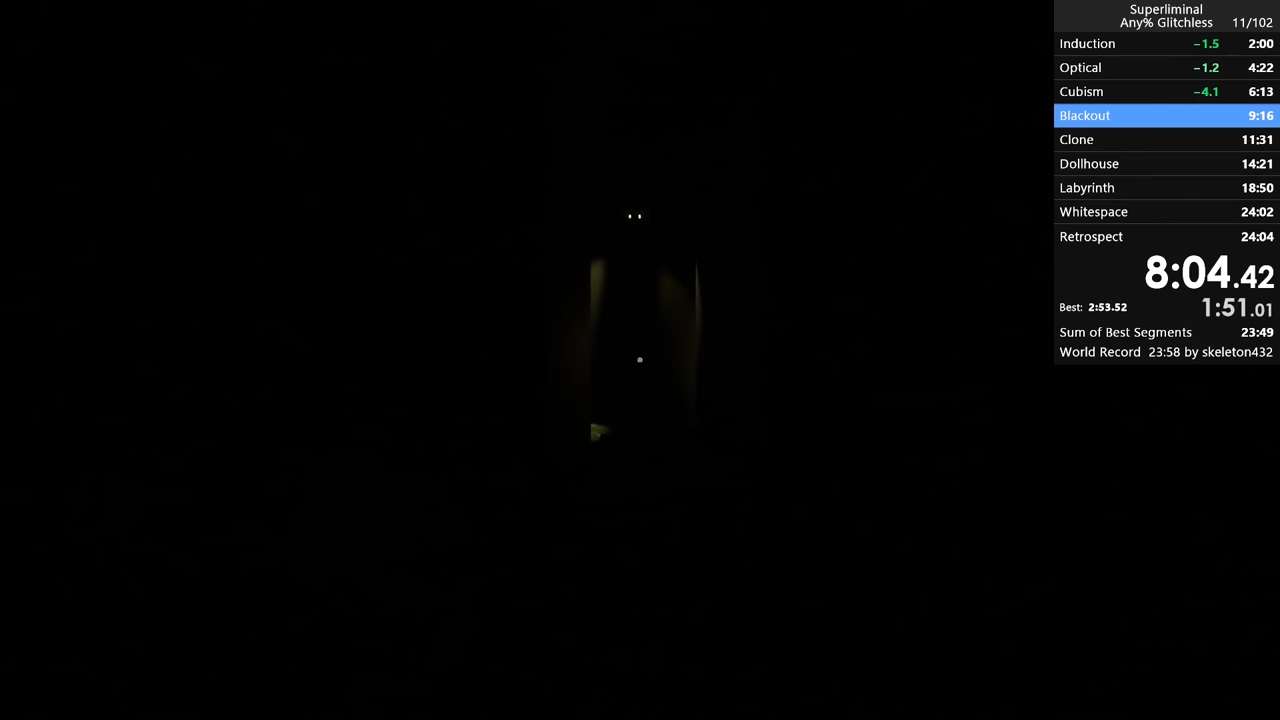 Superliminal
Any% Glitchless 11/102
Induction -1.5 2:00
Optical -1.2 4:22
Cubism -4.1 6:13
Blackout 9:16
Clone 11:31
Dollhouse 14:21
Labyrinth 18:50
Whitespace 24:02
Retrospect 24:04
8:04.42
Best: 2:53.52 1:51.01
Sum of Best Segments 23:49
World Record 23:58 by skeleton432